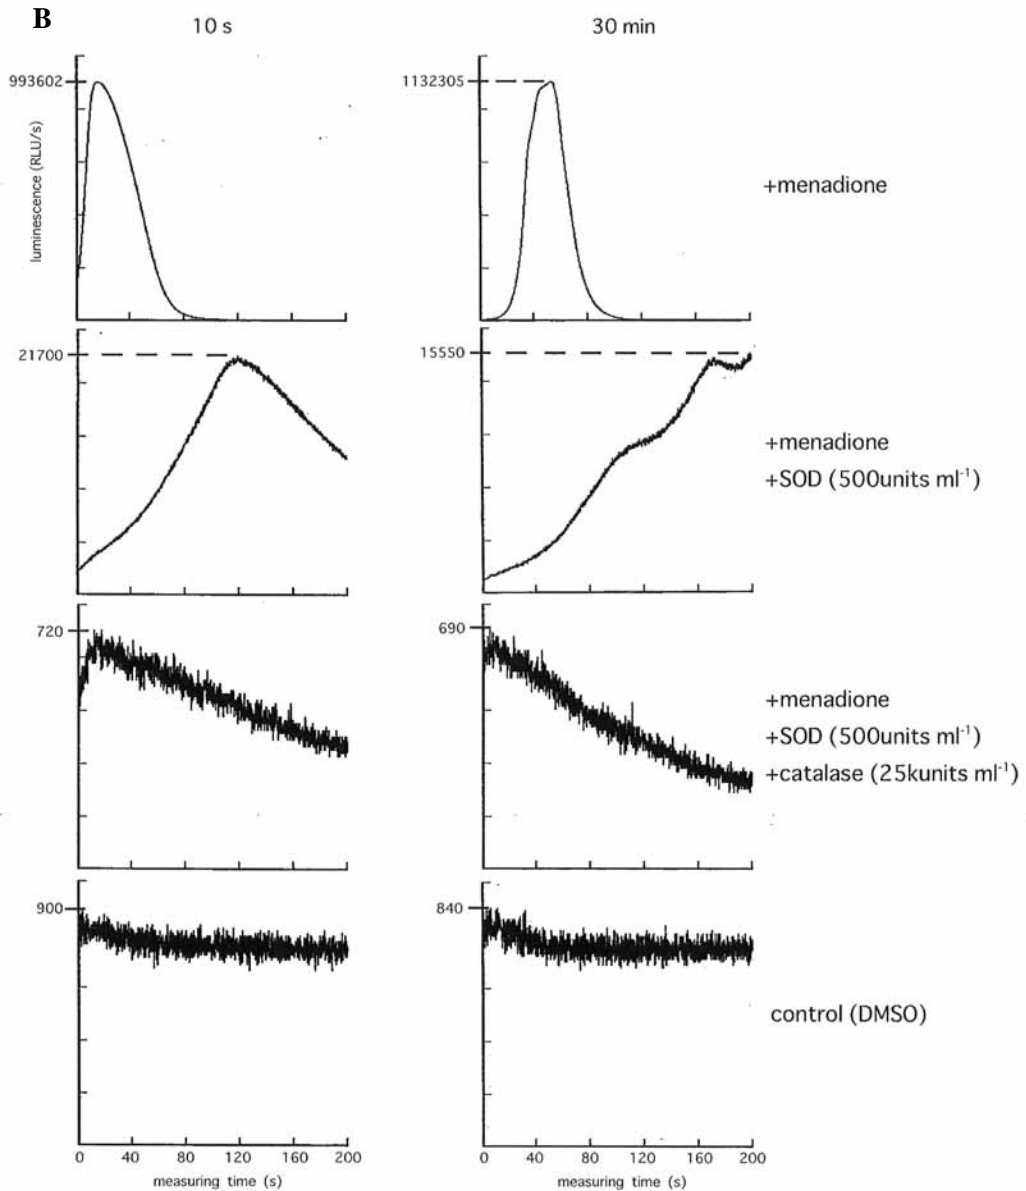 B
10 s
30 min
993602
1132305
luminescence (RLU/s)
+menadione
21700
15550
+menadione
+SOD (500units ml⁻¹)
720
690
+menadione
+SOD (500units ml⁻¹)
+catalase (25kunits ml⁻¹)
900
840
control (DMSO)
0 40 80 120 160 200
0 40 80 120 160 200
measuring time (s)
measuring time (s)